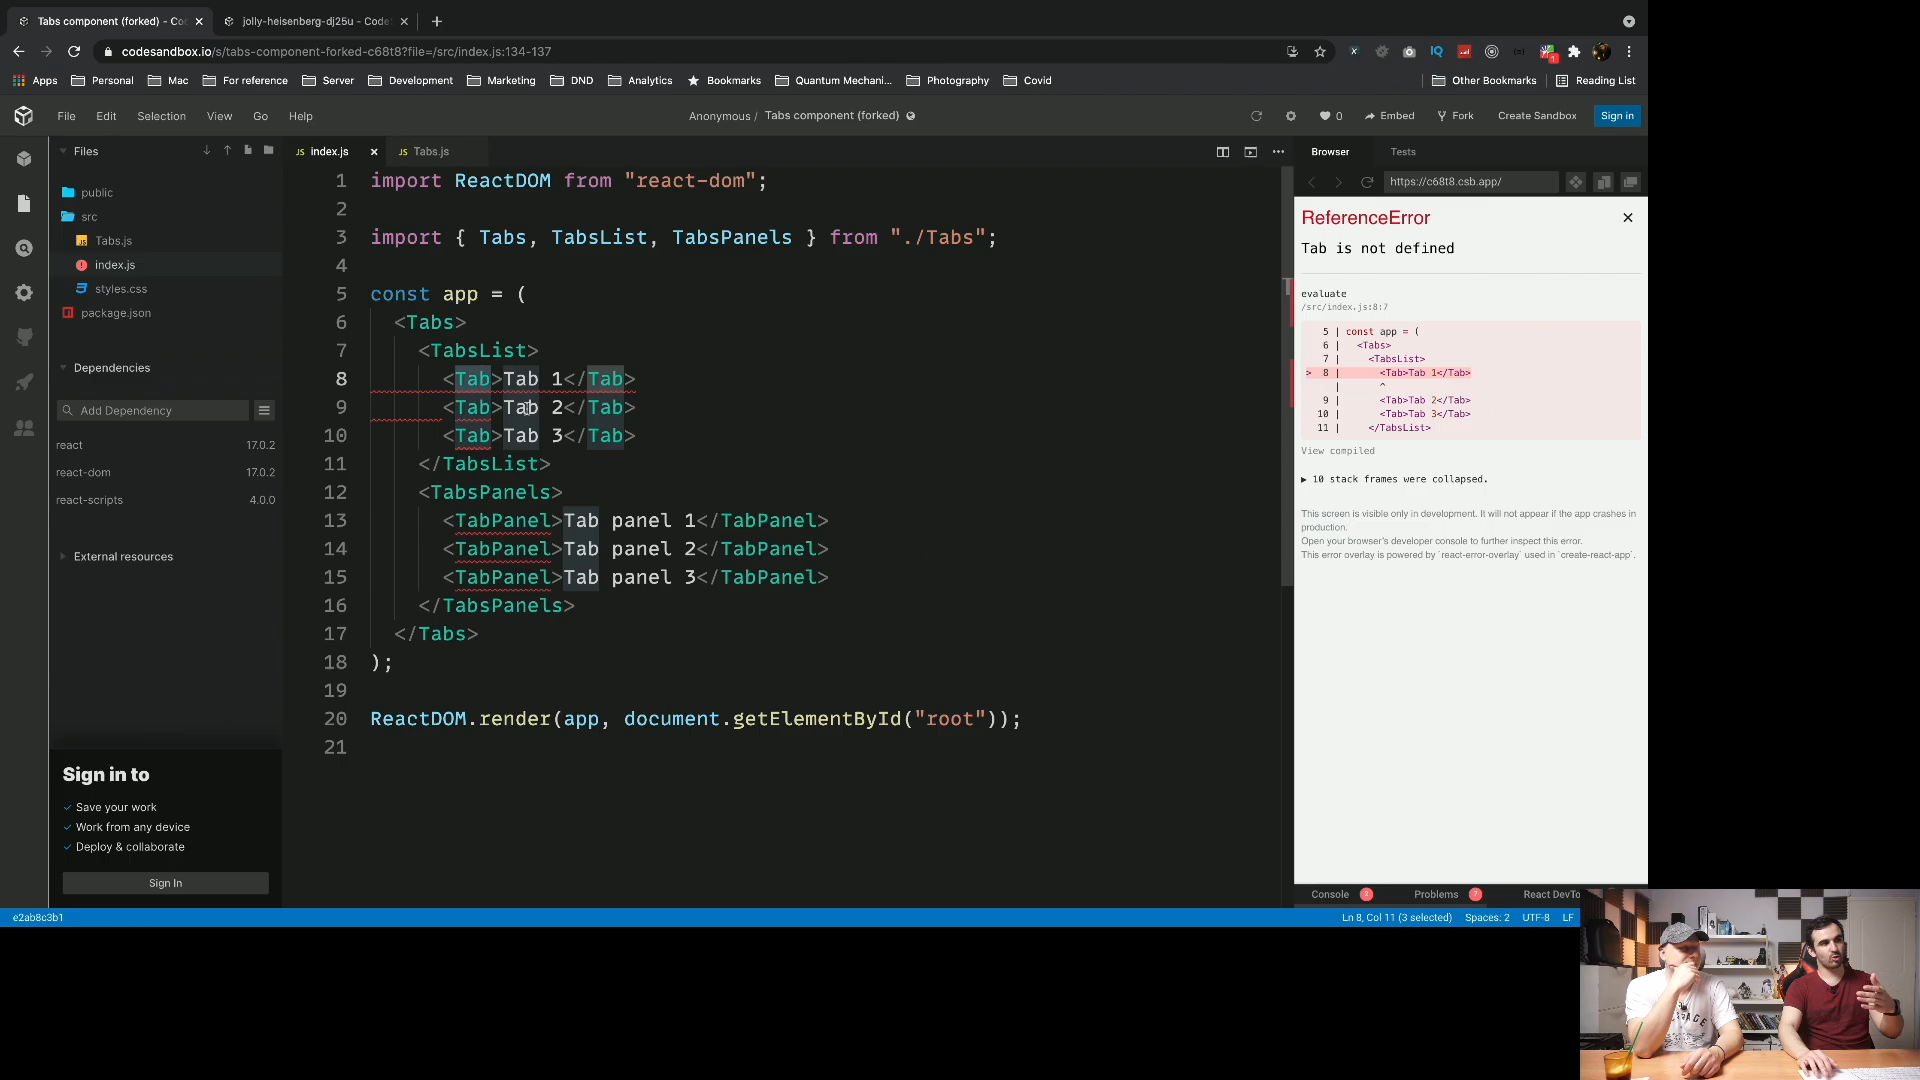 Tabs component (forked) - Co
jolly-heisenberg-dj25u - Code
codesandbox.io/s/tabs-component-forked-c68t8?file=/src/index.js:134-137
Apps
Personal
Mac
For reference
Server
Development
Marketing
DND
Analytics
Bookmarks
Quantum Mechani...
Photography
Covid
Other Bookmarks
Reading List
File
Edit
Selection
View
Go
Help
Anonymous / Tabs component (forked)
0
Embed
Fork
Create Sandbox
Sign in
Files
public
src
Tabs.js
index.js
styles.css
package.json
Dependencies
Add Dependency
react 17.0.2
react-dom 17.0.2
react-scripts 4.0.0
External resources
Sign in to
Save your work
Work from any device
Deploy & collaborate
Sign In
JS index.js
JS Tabs.js
1 import ReactDOM from "react-dom";
2
3 import { Tabs, TabsList, TabsPanels } from "./Tabs";
4
5 const app = (
6 <Tabs>
7 <TabsList>
8 <Tab>Tab 1</Tab>
9 <Tab>Tab 2</Tab>
10 <Tab>Tab 3</Tab>
11 </TabsList>
12 <TabsPanels>
13 <TabPanel>Tab panel 1</TabPanel>
14 <TabPanel>Tab panel 2</TabPanel>
15 <TabPanel>Tab panel 3</TabPanel>
16 </TabsPanels>
17 </Tabs>
18 );
19
20 ReactDOM.render(app, document.getElementById("root"));
21
Browser
Tests
https://c68t8.csb.app/
ReferenceError
Tab is not defined
evaluate
/src/index.js:8:7
5 | const app = (
6 | <Tabs>
7 | <TabsList>
> 8 | <Tab>Tab 1</Tab>
| ^
9 | <Tab>Tab 2</Tab>
10 | <Tab>Tab 3</Tab>
11 | </TabsList>
View compiled
▶ 10 stack frames were collapsed.
This screen is visible only in development. It will not appear if the app crashes in
production.
Open your browser's developer console to further inspect this error.
This error overlay is powered by `react-error-overlay` used in `create-react-app`.
Console 2
Problems 7
React DevTo
e2ab8c3b1
Ln 8, Col 11 (3 selected)
Spaces: 2
UTF-8
LF